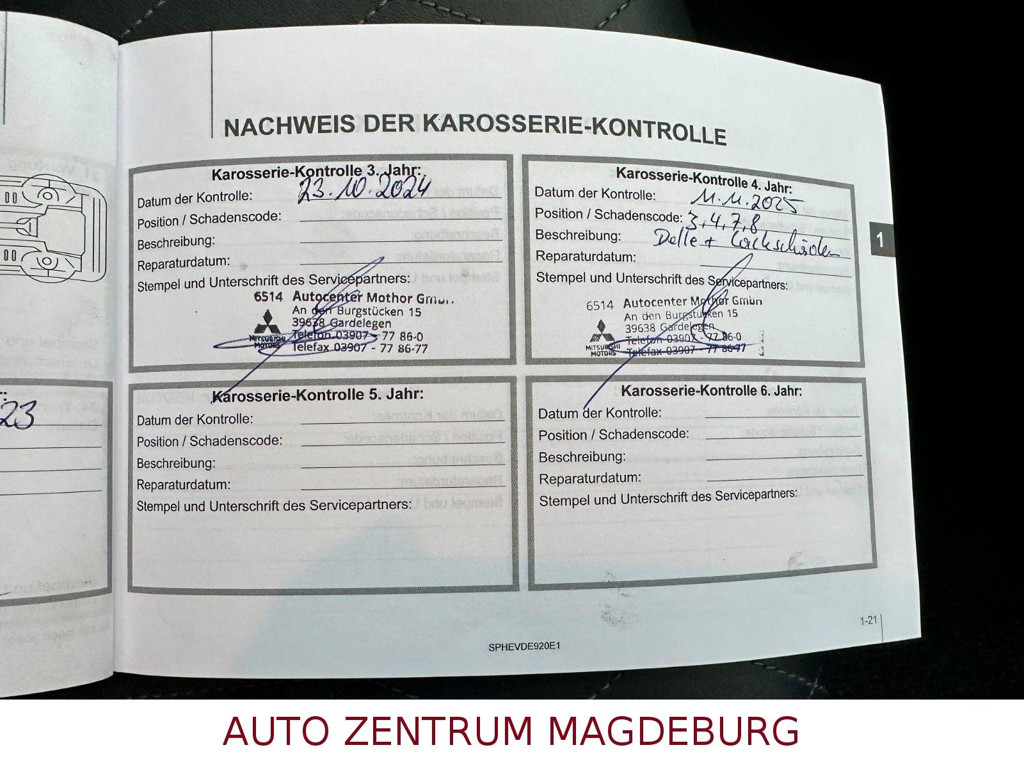 NACHWEIS DER KAROSSERIE-KONTROLLE
Karosserie-Kontrolle 3. Jahr:
Datum der Kontrolle: 23.10.2024
Position / Schadenscode:
Beschreibung:
Reparaturdatum:
Stempel und Unterschrift des Servicepartners:
6514 Autocenter Mothor GmbH
An den Burgstücken 15
39638 Gardelegen
Telefon 03907 - 77 86-0
Telefax 03907 - 77 86-77
MITSUBISHI
MOTORS
Karosserie-Kontrolle 4. Jahr:
Datum der Kontrolle: 11.11.2025
Position / Schadenscode: 3,4,7,8
Beschreibung: Delle + Lackschäden
Reparaturdatum:
Stempel und Unterschrift des Servicepartners:
6514 Autocenter Mothor GmbH
An den Burgstücken 15
39638 Gardelegen
Telefon 03907 - 77 86-0
Telefax 03907 - 77 86-77
MITSUBISHI
MOTORS
1
23
Karosserie-Kontrolle 5. Jahr:
Datum der Kontrolle:
Position / Schadenscode:
Beschreibung:
Reparaturdatum:
Stempel und Unterschrift des Servicepartners:
Karosserie-Kontrolle 6. Jahr:
Datum der Kontrolle:
Position / Schadenscode:
Beschreibung:
Reparaturdatum:
Stempel und Unterschrift des Servicepartners:
1-21
SPHEVDE920E1
AUTO ZENTRUM MAGDEBURG